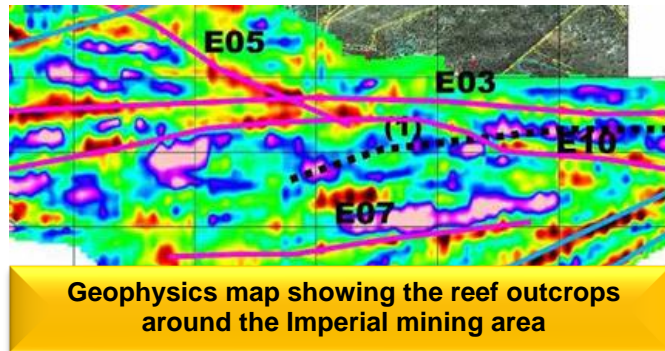 E05
E03
(1)
E10
E07
Geophysics map showing the reef outcrops
around the Imperial mining area